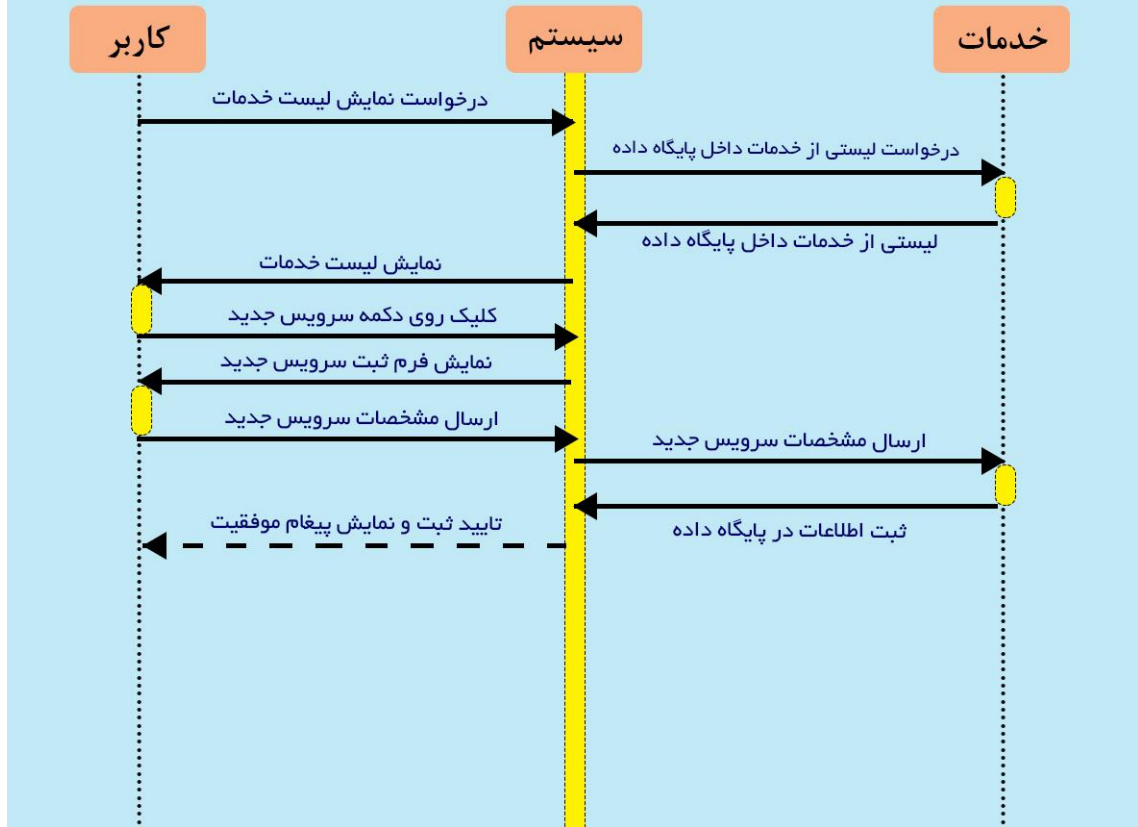 کاربر
سیستم
خدمات
درخواست نمایش لیست خدمات
درخواست لیستی از خدمات داخل پایگاه داده
لیستی از خدمات داخل پایگاه داده
نمایش لیست خدمات
کلیک روی دکمه سرویس جدید
نمایش فرم ثبت سرویس جدید
ارسال مشخصات سرویس جدید
ارسال مشخصات سرویس جدید
ثبت اطلاعات در پایگاه داده
تایید ثبت و نمایش پیغام موفقیت